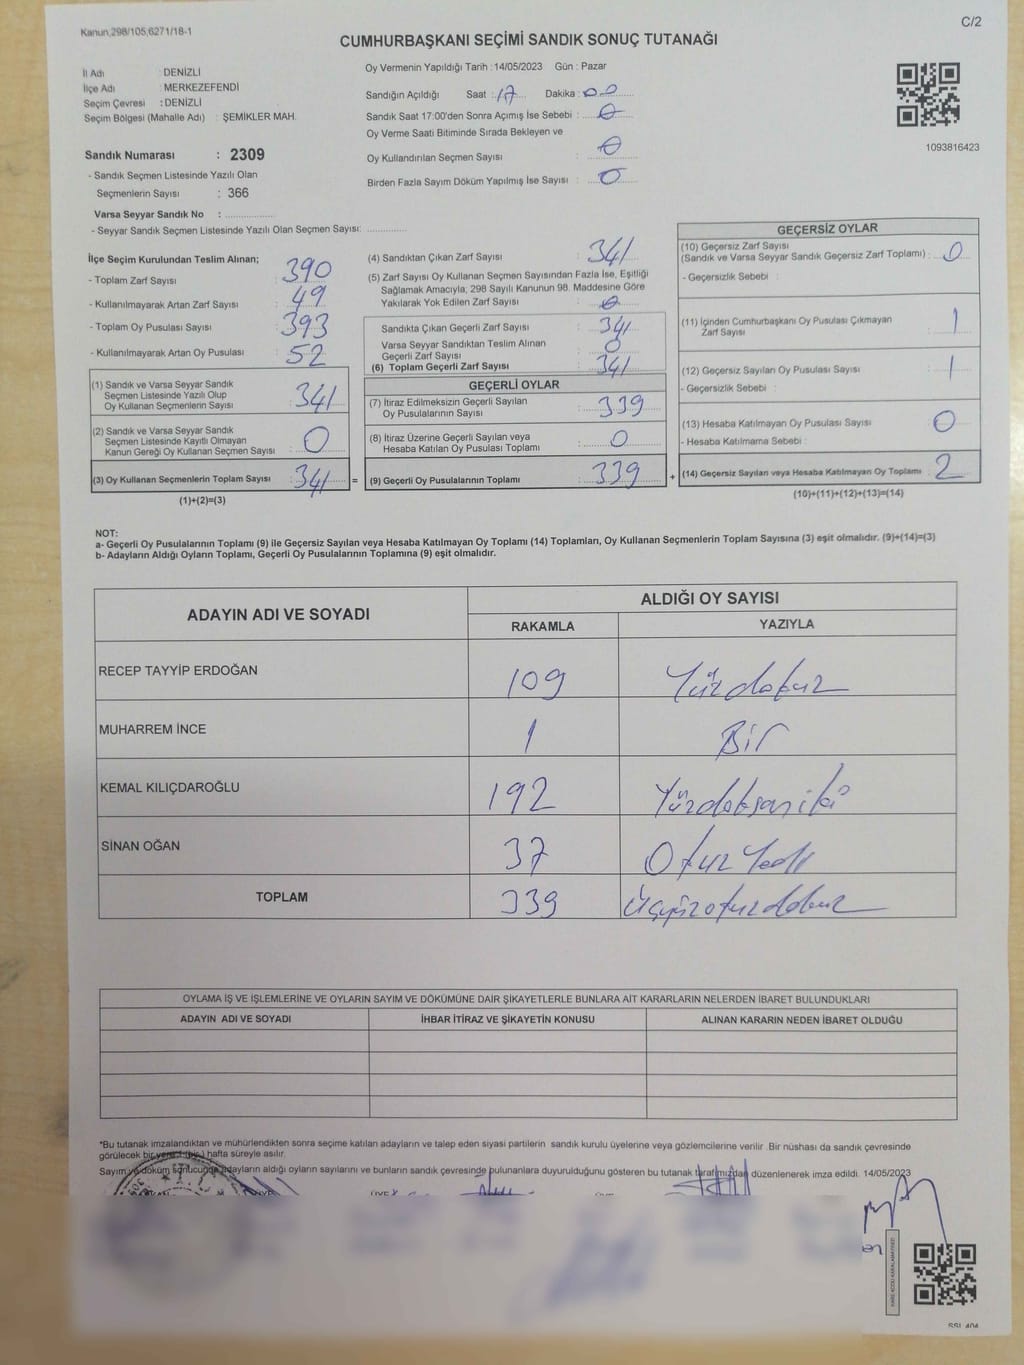 Kanun,298/105,6271/18-1
C/2
CUMHURBAŞKANI SEÇİMİ SANDIK SONUÇ TUTANAĞI
İl Adı : DENİZLİ
İlçe Adı : MERKEZEFENDİ
Seçim Çevresi : DENİZLİ
Seçim Bölgesi (Mahalle Adı) : ŞEMİKLER MAH.
Sandık Numarası : 2309
- Sandık Seçmen Listesinde Yazılı Olan
Seçmenlerin Sayısı : 366
Varsa Seyyar Sandık No : ..................
- Seyyar Sandık Seçmen Listesinde Yazılı Olan Seçmen Sayısı: ..............
Oy Vermenin Yapıldığı Tarih : 14/05/2023 Gün : Pazar
Sandığın Açıldığı Saat : 17 Dakika : 00
Sandık Saat 17:00'den Sonra Açımış İse Sebebi : 0
Oy Verme Saati Bitiminde Sırada Bekleyen ve
Oy Kullandırılan Seçmen Sayısı : 0
Birden Fazla Sayım Döküm Yapılmış İse Sayısı : 0
1093816423
İlçe Seçim Kurulundan Teslim Alınan;
- Toplam Zarf Sayısı : 390
- Kullanılmayarak Artan Zarf Sayısı : 49
- Toplam Oy Pusulası Sayısı : 393
- Kullanılmayarak Artan Oy Pusulası : 52
(1) Sandık ve Varsa Seyyar Sandık
Seçmen Listesinde Yazılı Olup
Oy Kullanan Seçmenlerin Sayısı : 341
(2) Sandık ve Varsa Seyyar Sandık
Seçmen Listesinde Kayıtlı Olmayan
Kanun Gereği Oy Kullanan Seçmen Sayısı : 0
(3) Oy Kullanan Seçmenlerin Toplam Sayısı : 341 =
(1)+(2)=(3)
(4) Sandıktan Çıkan Zarf Sayısı : 341
(5) Zarf Sayısı Oy Kullanan Seçmen Sayısından Fazla İse, Eşitliği
Sağlamak Amacıyla; 298 Sayılı Kanunun 98. Maddesine Göre
Yakılarak Yok Edilen Zarf Sayısı : 0
Sandıkta Çıkan Geçerli Zarf Sayısı : 341
Varsa Seyyar Sandıktan Teslim Alınan
Geçerli Zarf Sayısı : 0
(6) Toplam Geçerli Zarf Sayısı : 341
GEÇERLİ OYLAR
(7) İtiraz Edilmeksizin Geçerli Sayılan
Oy Pusulalarının Sayısı : 339
(8) İtiraz Üzerine Geçerli Sayılan veya
Hesaba Katılan Oy Pusulası Toplamı : 0
(9) Geçerli Oy Pusulalarının Toplamı : 339 +
GEÇERSİZ OYLAR
(10) Geçersiz Zarf Sayısı
(Sandık ve Varsa Seyyar Sandık Geçersiz Zarf Toplamı) : 0
- Geçersizlik Sebebi :
(11) İçinden Cumhurbaşkanı Oy Pusulası Çıkmayan
Zarf Sayısı : 1
(12) Geçersiz Sayılan Oy Pusulası Sayısı : 1
- Geçersizlik Sebebi :
(13) Hesaba Katılmayan Oy Pusulası Sayısı : 0
- Hesaba Katılmama Sebebi :
(14) Geçersiz Sayılan veya Hesaba Katılmayan Oy Toplamı : 2
(10)+(11)+(12)+(13)=(14)
NOT:
a- Geçerli Oy Pusulalarının Toplamı (9) ile Geçersiz Sayılan veya Hesaba Katılmayan Oy Toplamı (14) Toplamları, Oy Kullanan Seçmenlerin Toplam Sayısına (3) eşit olmalıdır. (9)+(14)=(3)
b- Adayların Aldığı Oyların Toplamı, Geçerli Oy Pusulalarının Toplamına (9) eşit olmalıdır.
ADAYIN ADI VE SOYADI ALDIĞI OY SAYISI
RAKAMLA YAZIYLA
RECEP TAYYİP ERDOĞAN 109 Yüzdokuz
MUHARREM İNCE 1 Bir
KEMAL KILIÇDAROĞLU 192 Yüzdoksaniki
SİNAN OĞAN 37 Otuz Yedi
TOPLAM 339 Üçyüzotuzdokuz
OYLAMA İŞ VE İŞLEMLERİNE VE OYLARIN SAYIM VE DÖKÜMÜNE DAİR ŞİKAYETLERLE BUNLARA AİT KARARLARIN NELERDEN İBARET BULUNDUKLARI
ADAYIN ADI VE SOYADI İHBAR İTİRAZ VE ŞİKAYETİN KONUSU ALINAN KARARIN NEDEN İBARET OLDUĞU
*Bu tutanak imzalandıktan ve mühürlendikten sonra seçime katılan adayların ve talep eden siyasi partilerin sandık kurulu üyelerine veya gözlemcilerine verilir .Bir nüshası da sandık çevresinde
görülecek bir yere 1 (bir) hafta süreyle asılır.
Sayım ve döküm sonucunda adayların aldığı oyların sayılarını ve bunların sandık çevresinde bulunanlara duyurulduğunu gösteren bu tutanak tarafımızdan düzenlenerek imza edildi. 14/05/2023
T.C